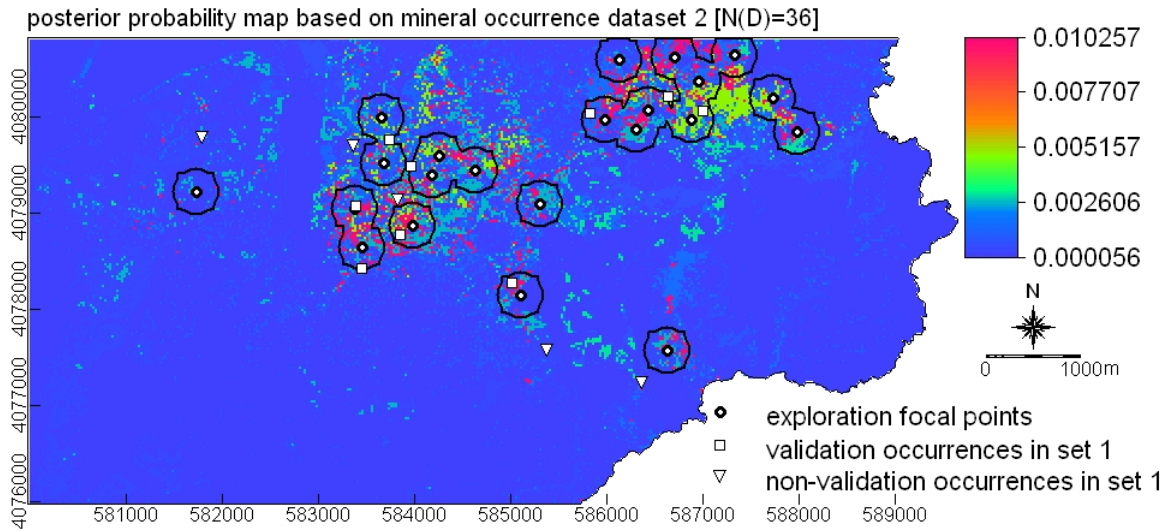 posterior probability map based on mineral occurrence dataset 2 [N(D)=36]
0.010257
0.007707
0.005157
0.002606
0.000056
4080000
4079000
4078000
4077000
4076000
N
0 1000m
exploration focal points
validation occurrences in set 1
non-validation occurrences in set 1
581000 582000 583000 584000 585000 586000 587000 588000 589000